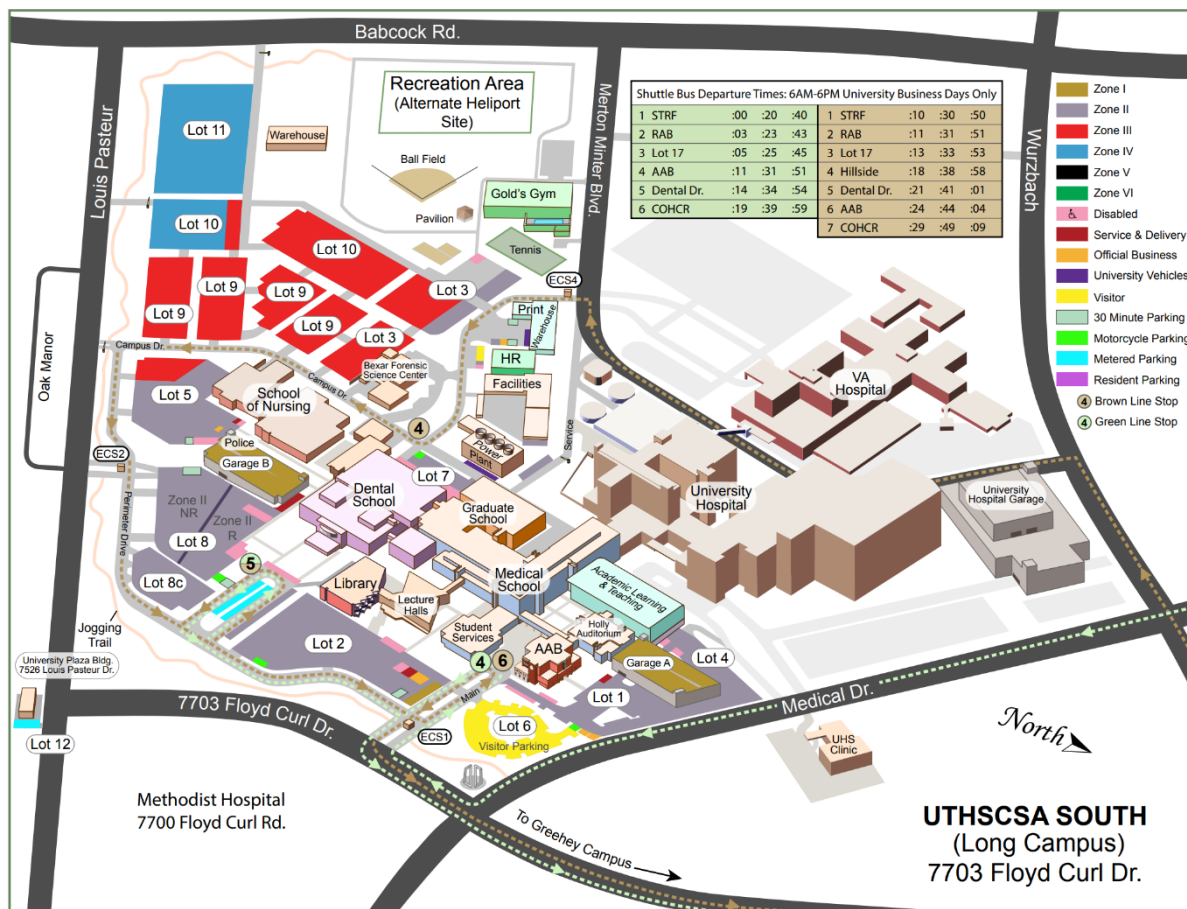 Babcock Rd.
Louis Pasteur
Merton Minter Blvd.
Wurzbach
Recreation Area
(Alternate Heliport
Site)
Ball Field
Pavilion
Warehouse
Lot 11
Lot 10
Lot 10
Gold's Gym
Tennis
Shuttle Bus Departure Times: 6AM-6PM University Business Days Only
1 STRF :00 :20 :40
2 RAB :03 :23 :43
3 Lot 17 :05 :25 :45
4 AAB :11 :31 :51
5 Dental Dr. :14 :34 :54
6 COHCR :19 :39 :59
1 STRF :10 :30 :50
2 RAB :11 :31 :51
3 Lot 17 :13 :33 :53
4 Hillside :18 :38 :58
5 Dental Dr. :21 :41 :01
6 AAB :24 :44 :04
7 COHCR :29 :49 :09
Zone I
Zone II
Zone III
Zone IV
Zone V
Zone VI
Disabled
Service & Delivery
Official Business
University Vehicles
Visitor
30 Minute Parking
Motorcycle Parking
Metered Parking
Resident Parking
4 Brown Line Stop
4 Green Line Stop
Lot 9
Lot 9
Lot 9
Lot 9
Lot 3
Lot 3
ECS4
Print
Warehouse
HR
Facilities
Bexar Forensic
Science Center
Campus Dr.
Campus Dr.
Oak Manor
Lot 5
School
of Nursing
Police
Garage B
ECS2
4
Power
Plant
Service
VA
Hospital
University
Hospital
University
Hospital Garage
Zone II
NR
Zone II
R
Lot 8
Lot 8c
Perimeter Drive
Dental
School
Lot 7
Graduate
School
Medical
School
Academic Learning
& Teaching
5
Library
Lecture
Halls
Student
Services
Holly
Auditorium
AAB
Garage A
Lot 4
Lot 2
4
6
Main
Lot 1
Lot 6
Visitor Parking
ECS1
Jogging
Trail
University Plaza Bldg.
7526 Louis Pasteur Dr.
Lot 12
7703 Floyd Curl Dr.
Medical Dr.
UHS
Clinic
North
Methodist Hospital
7700 Floyd Curl Rd.
To Greehey Campus
UTHSCSA SOUTH
(Long Campus)
7703 Floyd Curl Dr.